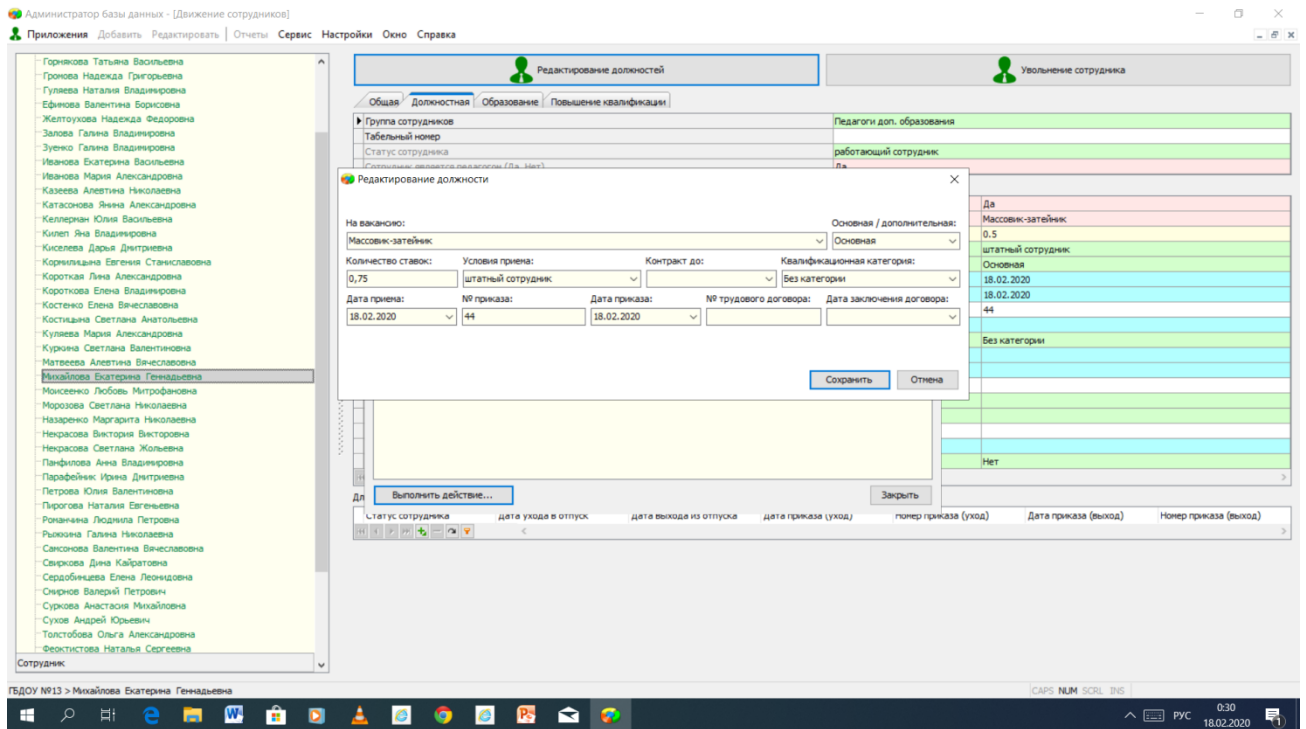 Администратор базы данных - [Движение сотрудников]
Приложения Добавить Редактировать Отчеты Сервис Настройки Окно Справка
Горнякова Татьяна Васильевна
Громова Надежда Григорьевна
Гуляева Наталия Владимировна
Ефимова Валентина Борисовна
Желтоухова Надежда Федоровна
Залова Галина Владимировна
Зуенко Галина Владимировна
Иванова Екатерина Васильевна
Иванова Мария Александровна
Казеева Алевтина Николаевна
Катасонова Янина Александровна
Келлерман Юлия Васильевна
Килеп Яна Владимировна
Киселева Дарья Дмитриевна
Кормилицына Евгения Станиславовна
Короткая Лина Александровна
Короткова Елена Владимировна
Костенко Елена Вячеславовна
Костицына Светлана Анатольевна
Куляева Мария Александровна
Куркина Светлана Валентиновна
Матвеева Алевтина Вячеславовна
Михайлова Екатерина Геннадьевна
Моисеенко Любовь Митрофановна
Морозова Светлана Николаевна
Назаренко Маргарита Николаевна
Некрасова Виктория Викторовна
Некрасова Светлана Жольевна
Панфилова Анна Владимировна
Парафейник Ирина Дмитриевна
Петрова Юлия Валентиновна
Пирогова Наталия Евгеньевна
Романчина Людмила Петровна
Рыжкина Галина Николаевна
Самсонова Валентина Вячеславовна
Свиркова Дина Кайратовна
Сердобинцева Елена Леонидовна
Смирнов Валерий Петрович
Суркова Анастасия Михайловна
Сухов Андрей Юрьевич
Толстобова Ольга Александровна
Феоктистова Наталья Сергеевна
Сотрудник
Редактирование должностей
Увольнение сотрудника
Общая Должностная Образование Повышение квалификации
Группа сотрудников Педагоги доп. образования
Табельный номер
Статус сотрудника работающий сотрудник
Сотрудник является педагогом (Да, Нет) Да
Редактирование должности
На вакансию: Основная / дополнительная:
Массовик-затейник Основная
Количество ставок: Условия приема: Контракт до: Квалификационная категория:
0,75 штатный сотрудник Без категории
Дата приема: № приказа: Дата приказа: № трудового договора: Дата заключения договора:
18.02.2020 44 18.02.2020
Сохранить Отмена
Да
Массовик-затейник
0.5
штатный сотрудник
Основная
18.02.2020
18.02.2020
44
Без категории
Нет
Выполнить действие... Закрыть
Дл
Статус сотрудника Дата ухода в отпуск Дата выхода из отпуска Дата приказа (уход) Номер приказа (уход) Дата приказа (выход) Номер приказа (выход)
ГБДОУ №13 > Михайлова Екатерина Геннадьевна
CAPS NUM SCRL INS
РУС
0:30
18.02.2020
1